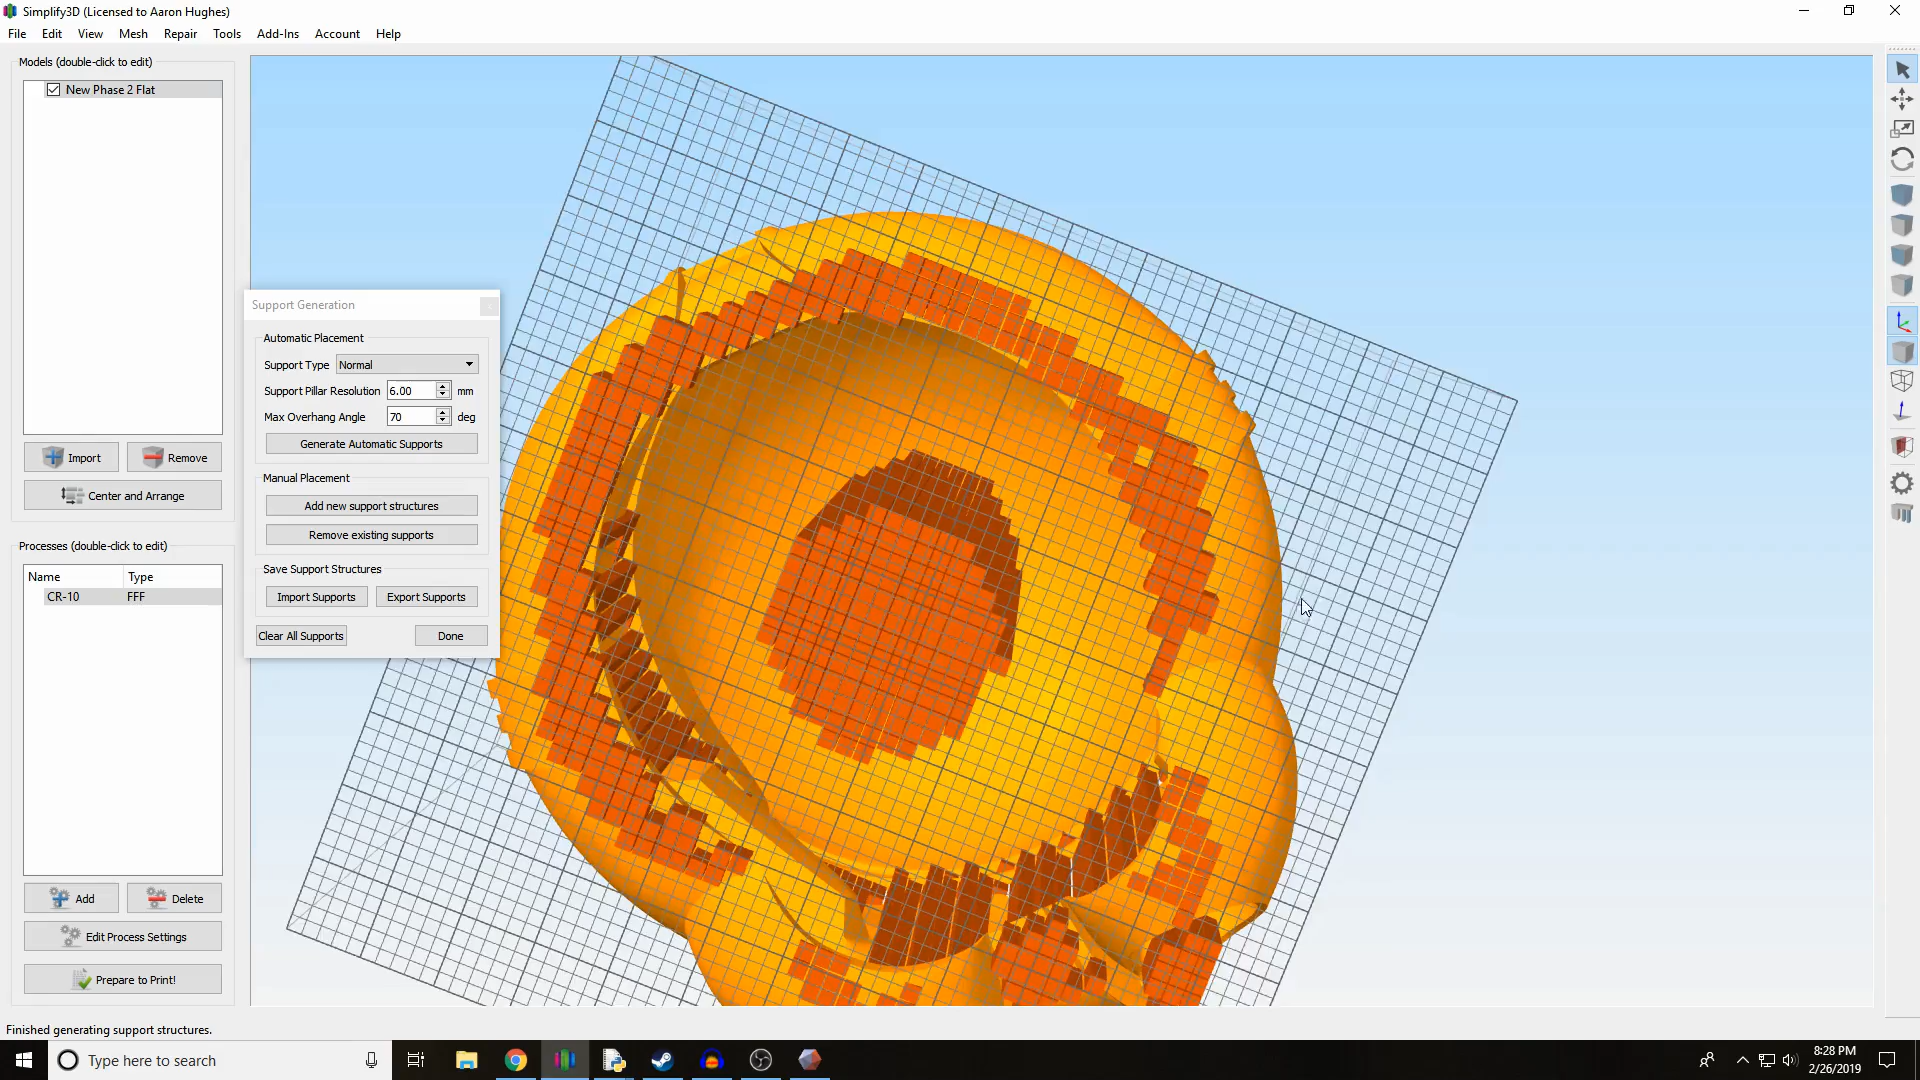 Simplify3D (Licensed to Aaron Hughes)
File Edit View Mesh Repair Tools Add-Ins Account Help
Models (double-click to edit)
New Phase 2 Flat
Import Remove
Center and Arrange
Processes (double-click to edit)
Name Type
CR-10 FFF
Add Delete
Edit Process Settings
Prepare to Print!
Support Generation
Automatic Placement
Support Type Normal
Support Pillar Resolution 6.00 mm
Max Overhang Angle 70 deg
Generate Automatic Supports
Manual Placement
Add new support structures
Remove existing supports
Save Support Structures
Import Supports Export Supports
Clear All Supports Done
Finished generating support structures.
Type here to search
8:28 PM
2/26/2019